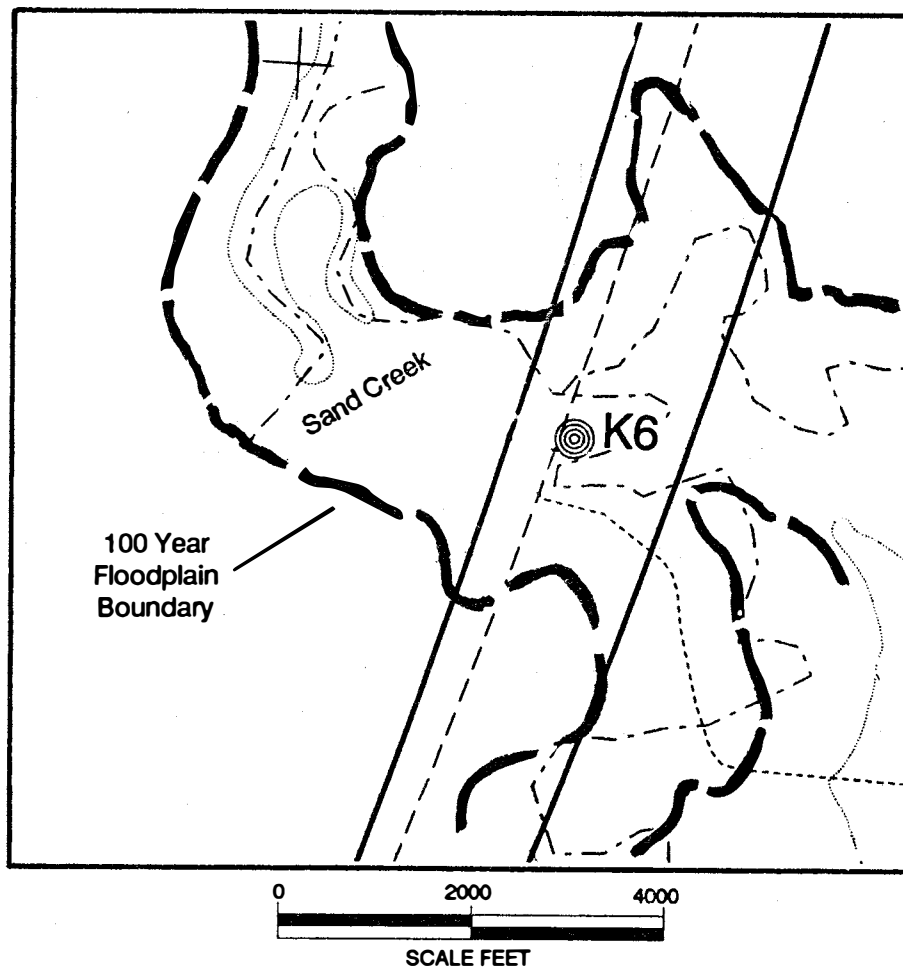 Sand Creek
K6
100 Year
Floodplain
Boundary
0 2000 4000
SCALE FEET